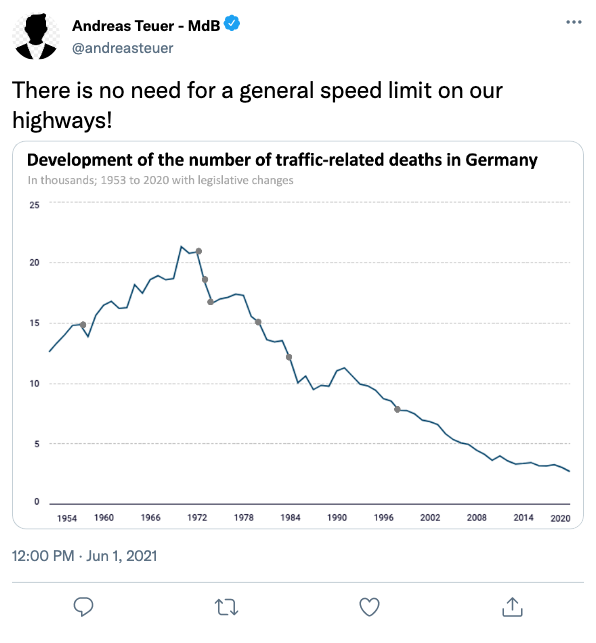 Andreas Teuer - MdB
@andreasteuer
There is no need for a general speed limit on our
highways!
Development of the number of traffic-related deaths in Germany
In thousands; 1953 to 2020 with legislative changes
25
20
15
10
5
0
1954 1960 1966 1972 1978 1984 1990 1996 2002 2008 2014 2020
12:00 PM · Jun 1, 2021